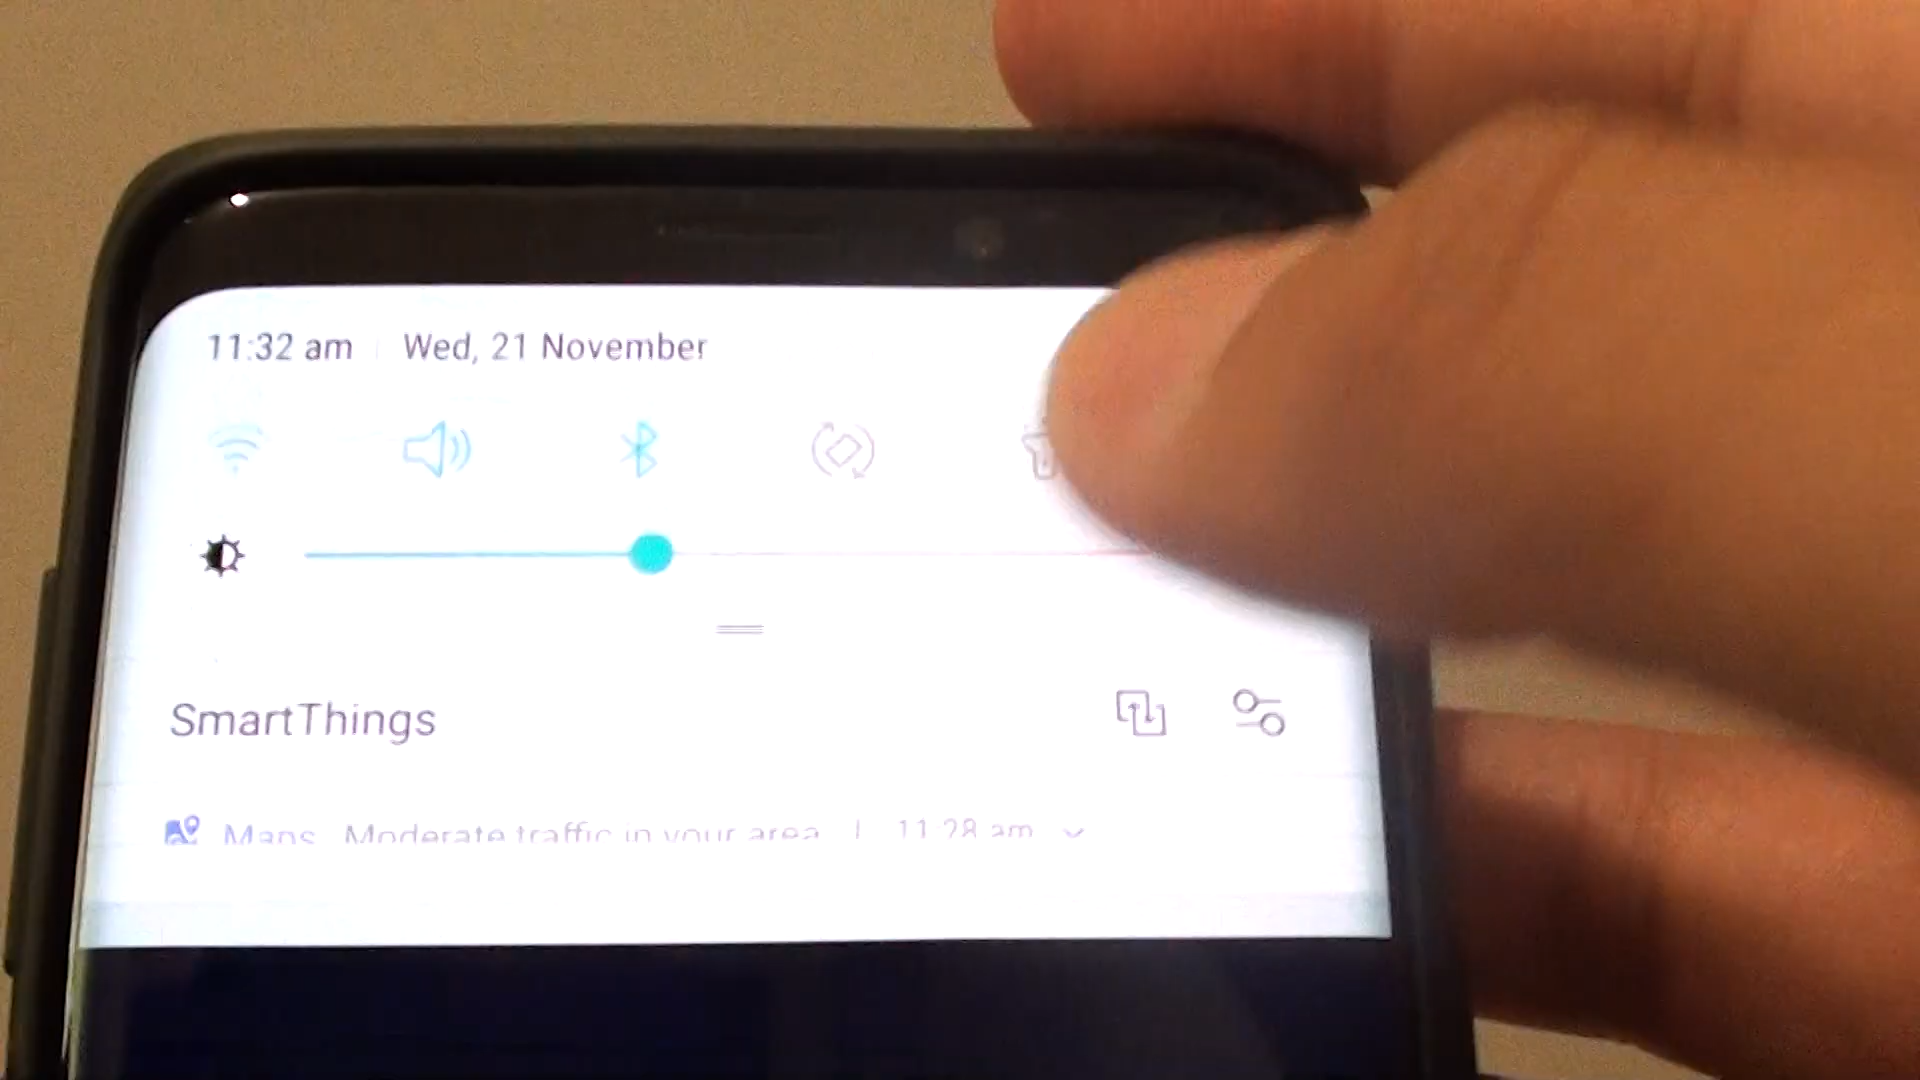 11:32 am Wed, 21 November
SmartThings
Maps Moderate traffic in your area | 11:28 am